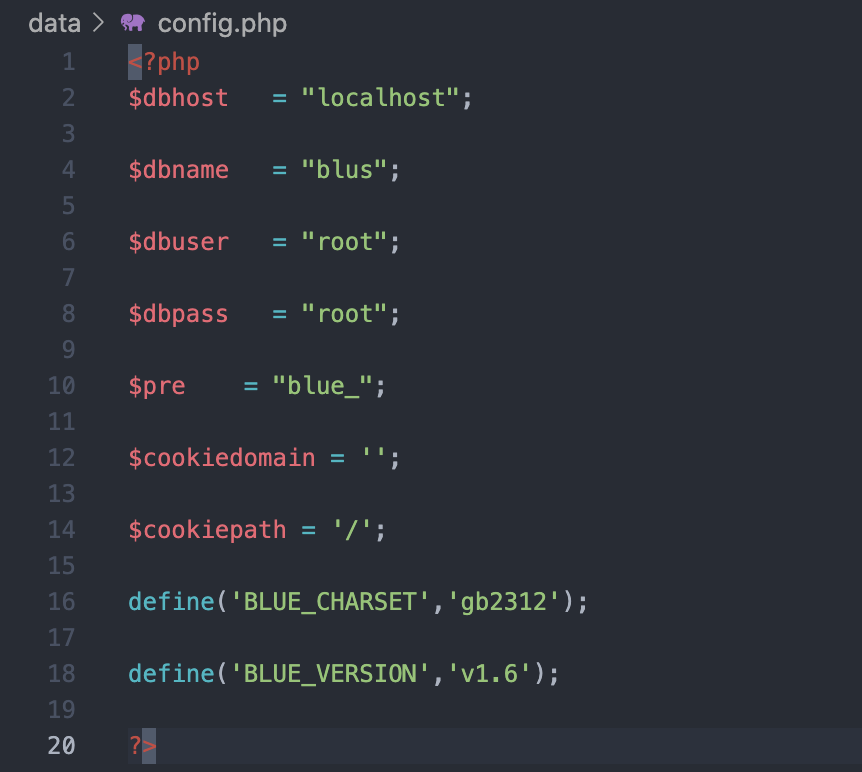 data > config.php
1 <?php
2 $dbhost   = "localhost";
3
4 $dbname   = "blus";
5
6 $dbuser   = "root";
7
8 $dbpass   = "root";
9
10 $pre    = "blue_";
11
12 $cookiedomain = '';
13
14 $cookiepath = '/';
15
16 define('BLUE_CHARSET','gb2312');
17
18 define('BLUE_VERSION','v1.6');
19
20 ?>